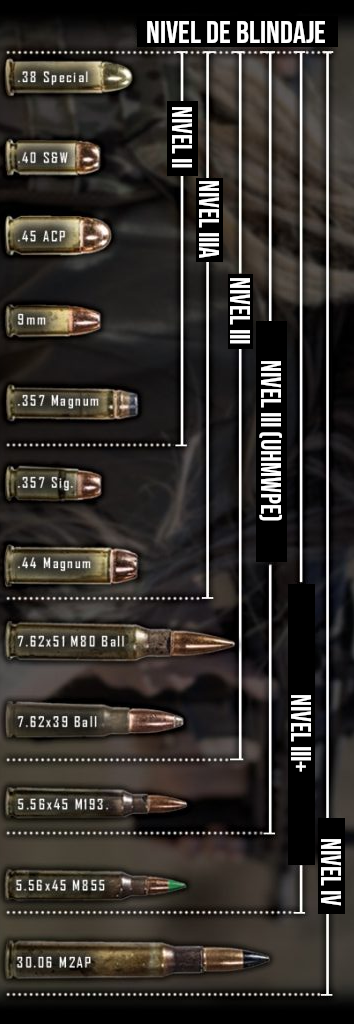 NIVEL DE BLINDAJE
.38 Special
.40 S&W
.45 ACP
9mm
.357 Magnum
.357 Sig.
.44 Magnum
7.62x51 M80 Ball
7.62x39 Ball
5.56x45 M193.
5.56x45 M855
30.06 M2AP
NIVEL II
NIVEL IIIA
NIVEL III
NIVEL III (UHMWPE)
NIVEL III+
NIVEL IV